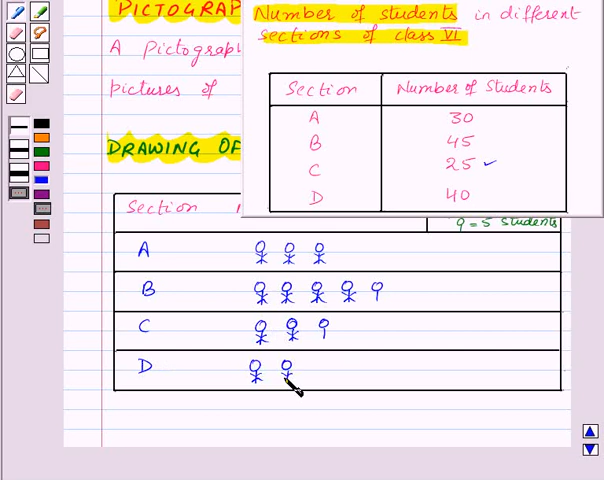 PICTOGRAP
A Pictograph
pictures of
DRAWING OF
Number of students in different
sections of class VI
Section Number of Students
A 30
B 45
C 25
D 40
Section
= 5 Students
A
B
C
D